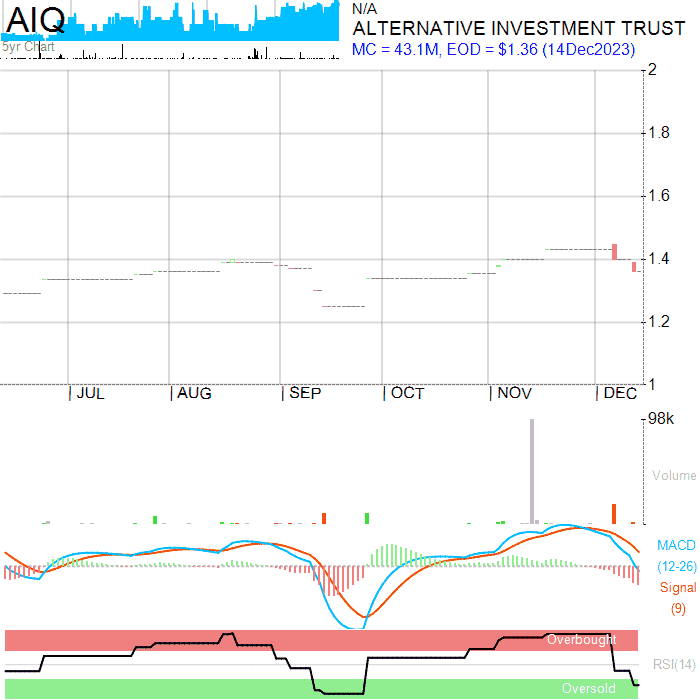 AIQ
5yr Chart
N/A
ALTERNATIVE INVESTMENT TRUST
MC = 43.1M, EOD = $1.36 (14Dec2023)
2
1.8
1.6
1.4
1.2
1
JUL AUG SEP OCT NOV DEC
98k
Volume
MACD
(12-26)
Signal
(9)
Overbought
RSI(14)
Oversold